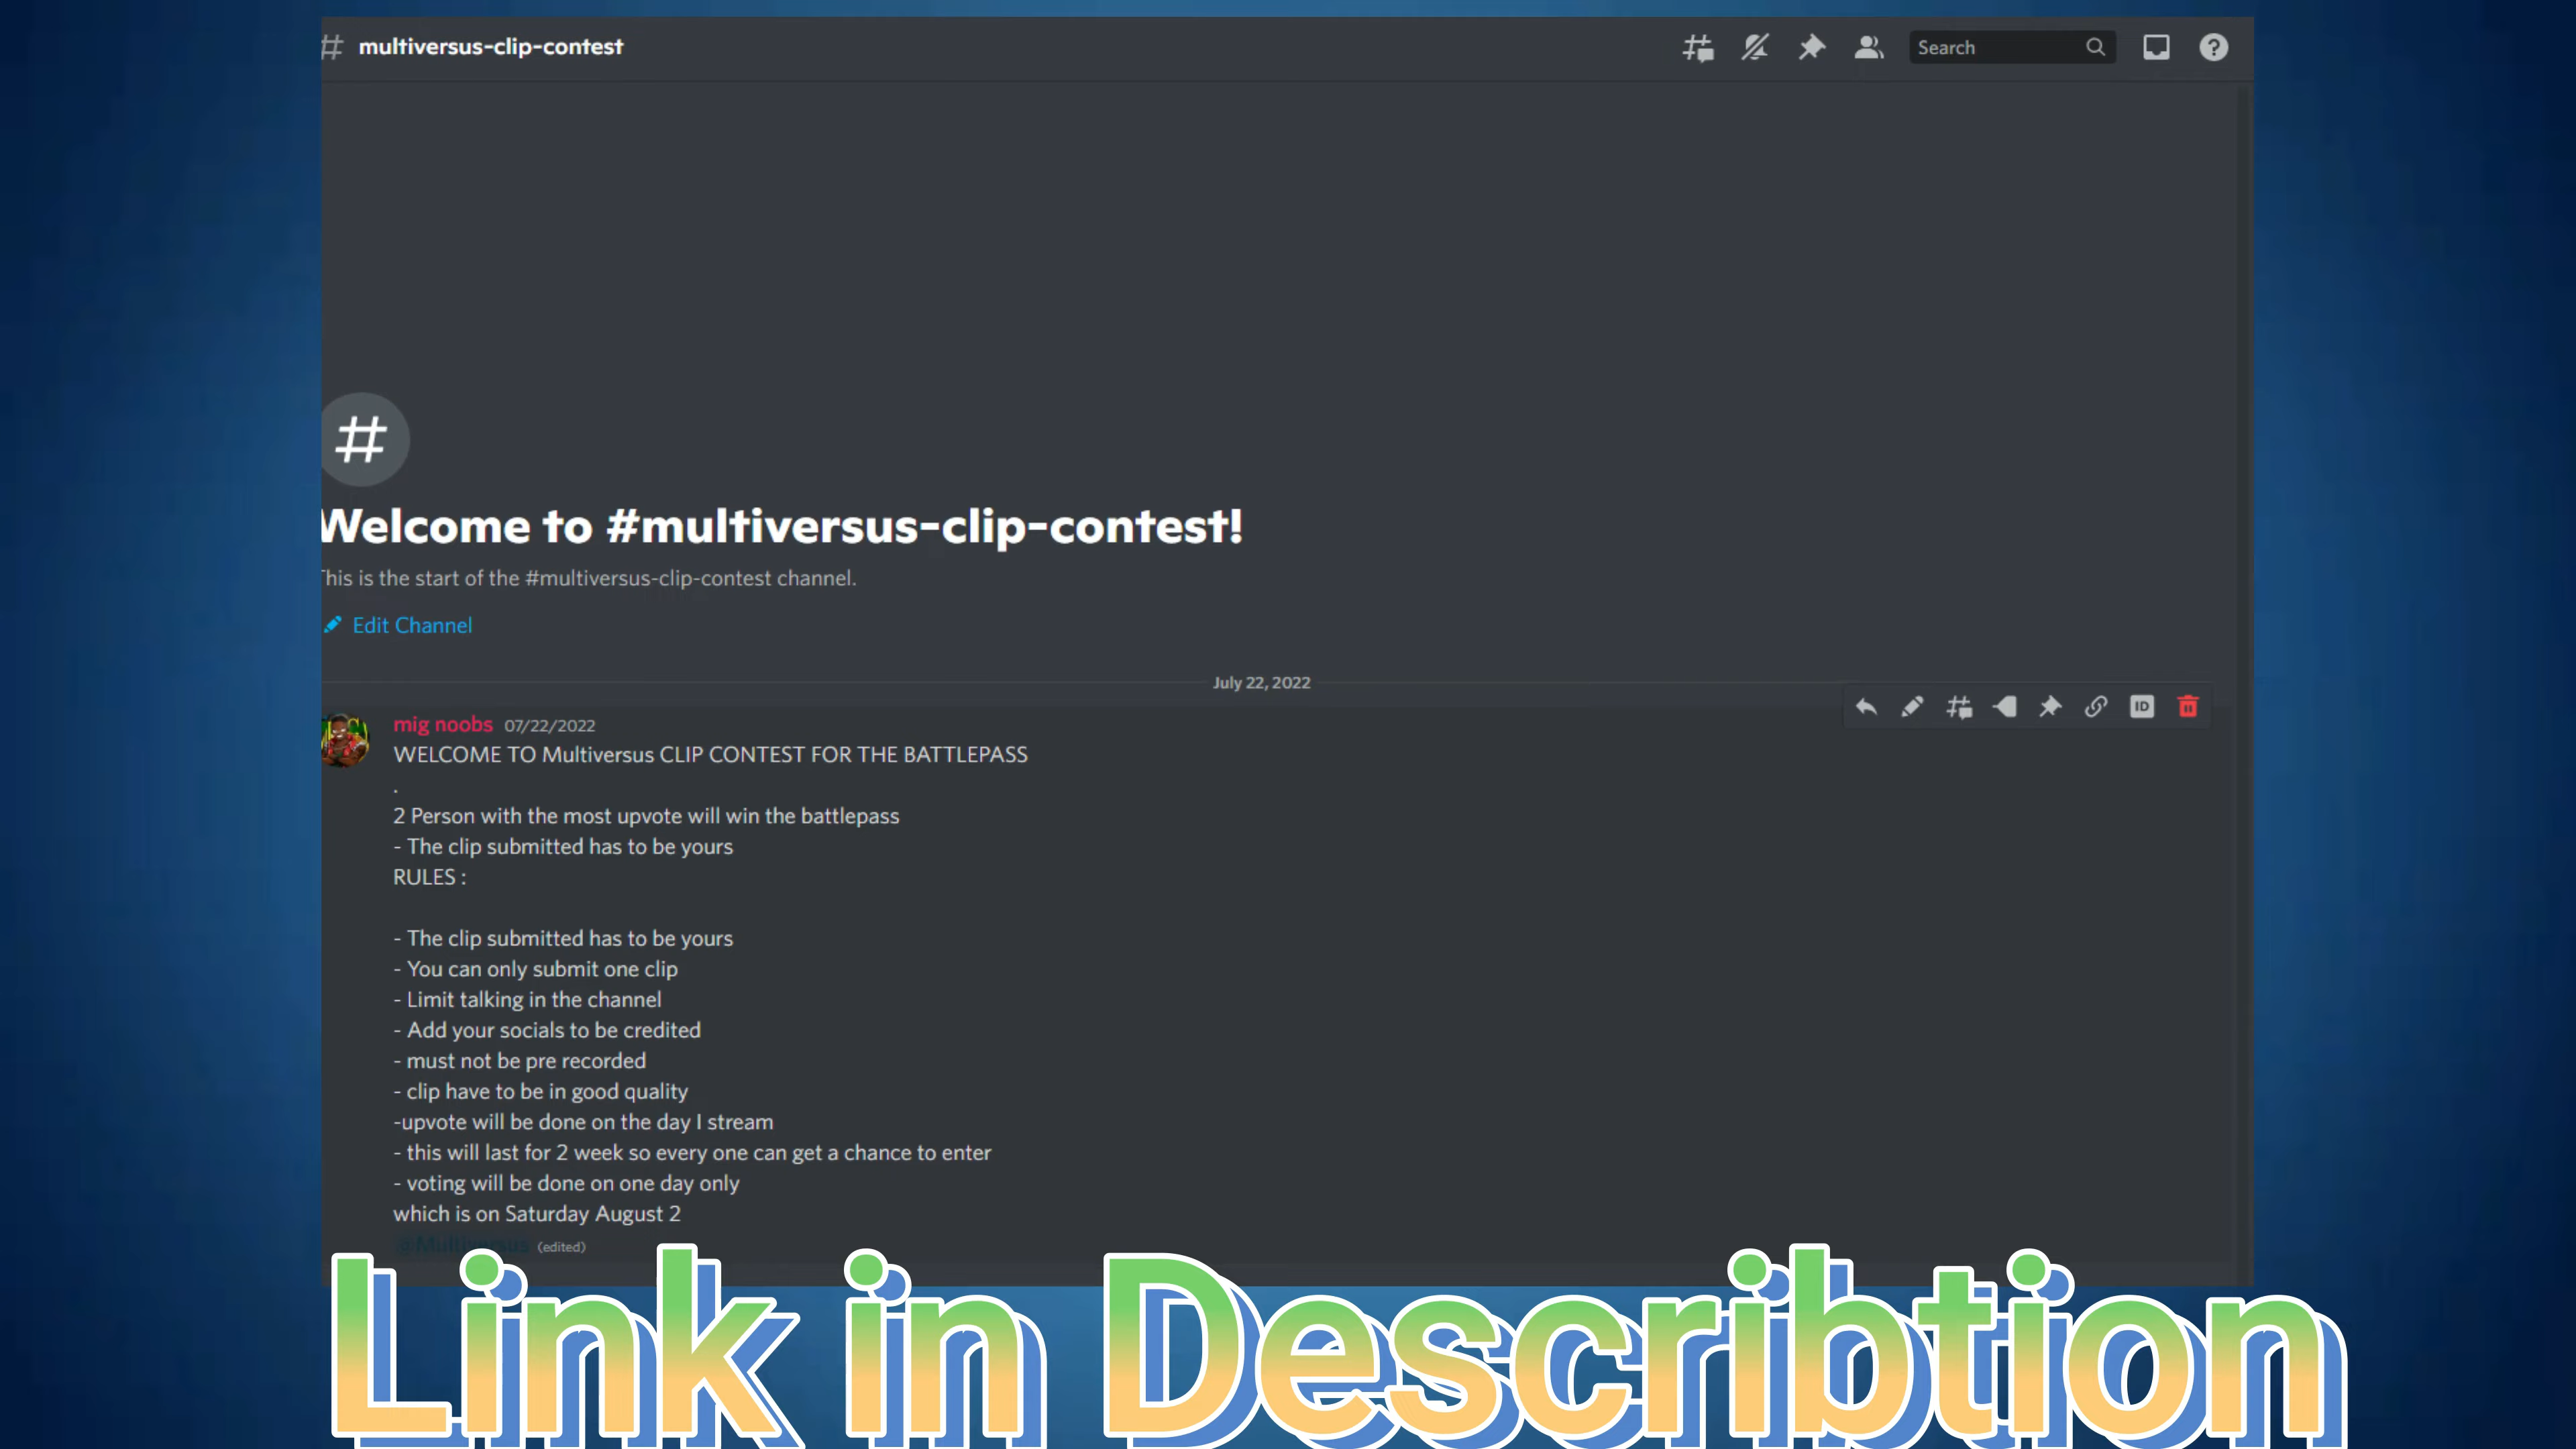 multiversus-clip-contest
Search
Welcome to #multiversus-clip-contest!
This is the start of the #multiversus-clip-contest channel.
Edit Channel
July 22, 2022
ID
mig noobs 07/22/2022
WELCOME TO Multiversus CLIP CONTEST FOR THE BATTLEPASS
.
2 Person with the most upvote will win the battlepass
- The clip submitted has to be yours
RULES :
- The clip submitted has to be yours
- You can only submit one clip
- Limit talking in the channel
- Add your socials to be credited
- must not be pre recorded
- clip have to be in good quality
-upvote will be done on the day I stream
- this will last for 2 week so every one can get a chance to enter
- voting will be done on one day only
which is on Saturday August 2
@Multiversus (edited)
Link in Describtion